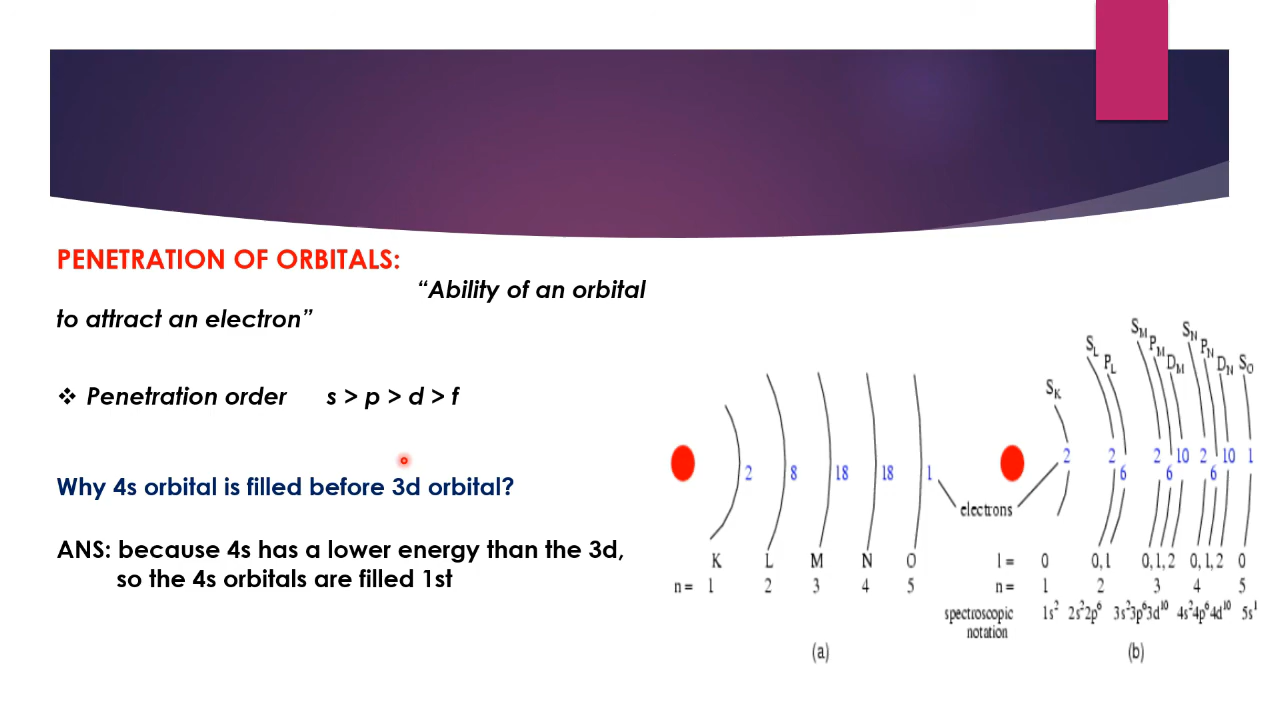 PENETRATION OF ORBITALS:
“Ability of an orbital
to attract an electron”
❖ Penetration order s > p > d > f
Why 4s orbital is filled before 3d orbital?
ANS: because 4s has a lower energy than the 3d,
so the 4s orbitals are filled 1st
2 8 18 18 1
electrons
K L M N O
n = 1 2 3 4 5
(a)
S_K S_L P_L S_M P_M D_M S_N P_N D_N S_O
2 2 6 2 6 10 2 6 10 1
l = 0 0, 1 0, 1, 2 0, 1, 2 0
n = 1 2 3 4 5
spectroscopic notation 1s² 2s²2p⁶ 3s²3p⁶3d¹⁰ 4s²4p⁶4d¹⁰ 5s¹
(b)